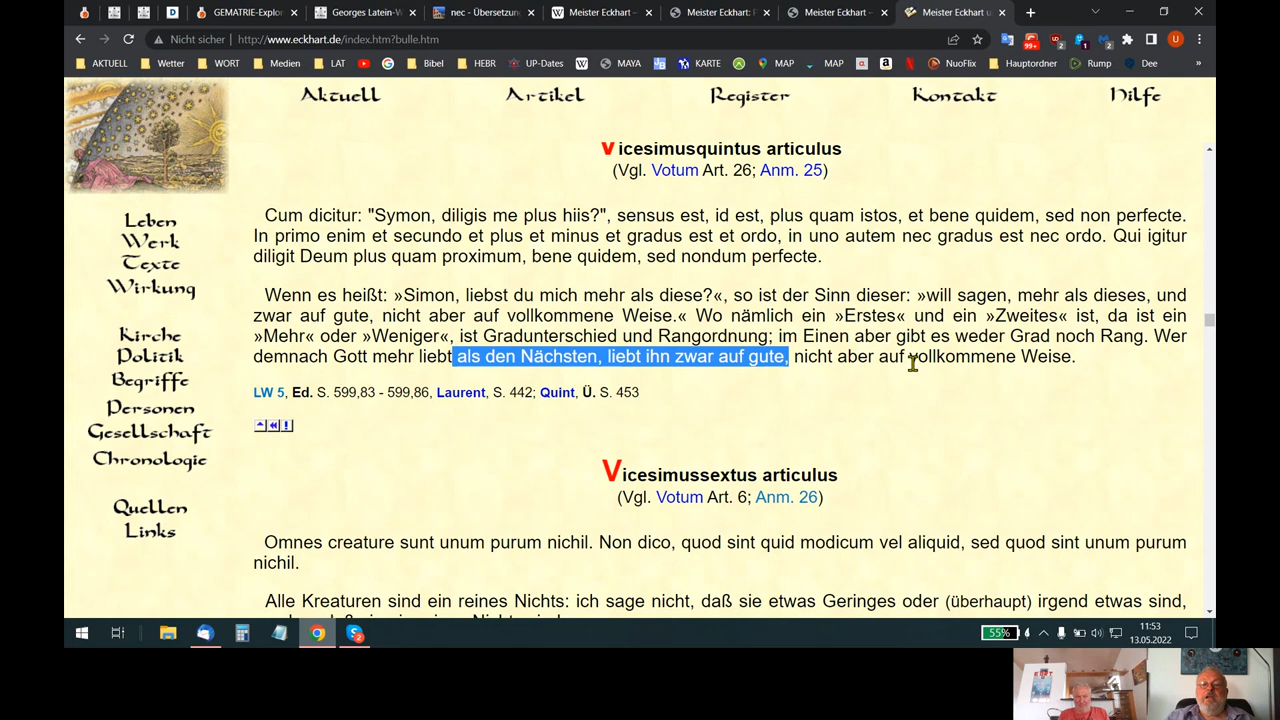 GEMATRIE-Explor
Georges Latein-W
nec - Übersetzun
Meister Eckhart –
Meister Eckhart: F
Meister Eckhart –
Meister Eckhart u
Nicht sicher | http://www.eckhart.de/index.htm?bulle.htm
99+
2
1
2
U
AKTUELL
Wetter
WORT
Medien
LAT
Bibel
HEBR
UP-Dates
MAYA
KARTE
MAP
MAP
NuoFlix
Hauptordner
Rump
Dee
»
Aktuell
Artikel
Register
Kontakt
Hilfe
Leben
Werk
Texte
Wirkung
Kirche
Politik
Begriffe
Personen
Gesellschaft
Chronologie
Quellen
Links
Vicesimusquintus articulus
(Vgl. Votum Art. 26; Anm. 25)
Cum dicitur: "Symon, diligis me plus hiis?", sensus est, id est, plus quam istos, et bene quidem, sed non perfecte.
In primo enim et secundo et plus et minus et gradus est et ordo, in uno autem nec gradus est nec ordo. Qui igitur
diligit Deum plus quam proximum, bene quidem, sed nondum perfecte.
Wenn es heißt: »Simon, liebst du mich mehr als diese?«, so ist der Sinn dieser: »will sagen, mehr als dieses, und
zwar auf gute, nicht aber auf vollkommene Weise.« Wo nämlich ein »Erstes« und ein »Zweites« ist, da ist ein
»Mehr« oder »Weniger«, ist Gradunterschied und Rangordnung; im Einen aber gibt es weder Grad noch Rang. Wer
demnach Gott mehr liebt als den Nächsten, liebt ihn zwar auf gute, nicht aber auf vollkommene Weise.
LW 5, Ed. S. 599,83 - 599,86, Laurent, S. 442; Quint, Ü. S. 453
Vicesimussextus articulus
(Vgl. Votum Art. 6; Anm. 26)
Omnes creature sunt unum purum nichil. Non dico, quod sint quid modicum vel aliquid, sed quod sint unum purum
nichil.
Alle Kreaturen sind ein reines Nichts: ich sage nicht, daß sie etwas Geringes oder (überhaupt) irgend etwas sind,
55%
11:53
13.05.2022